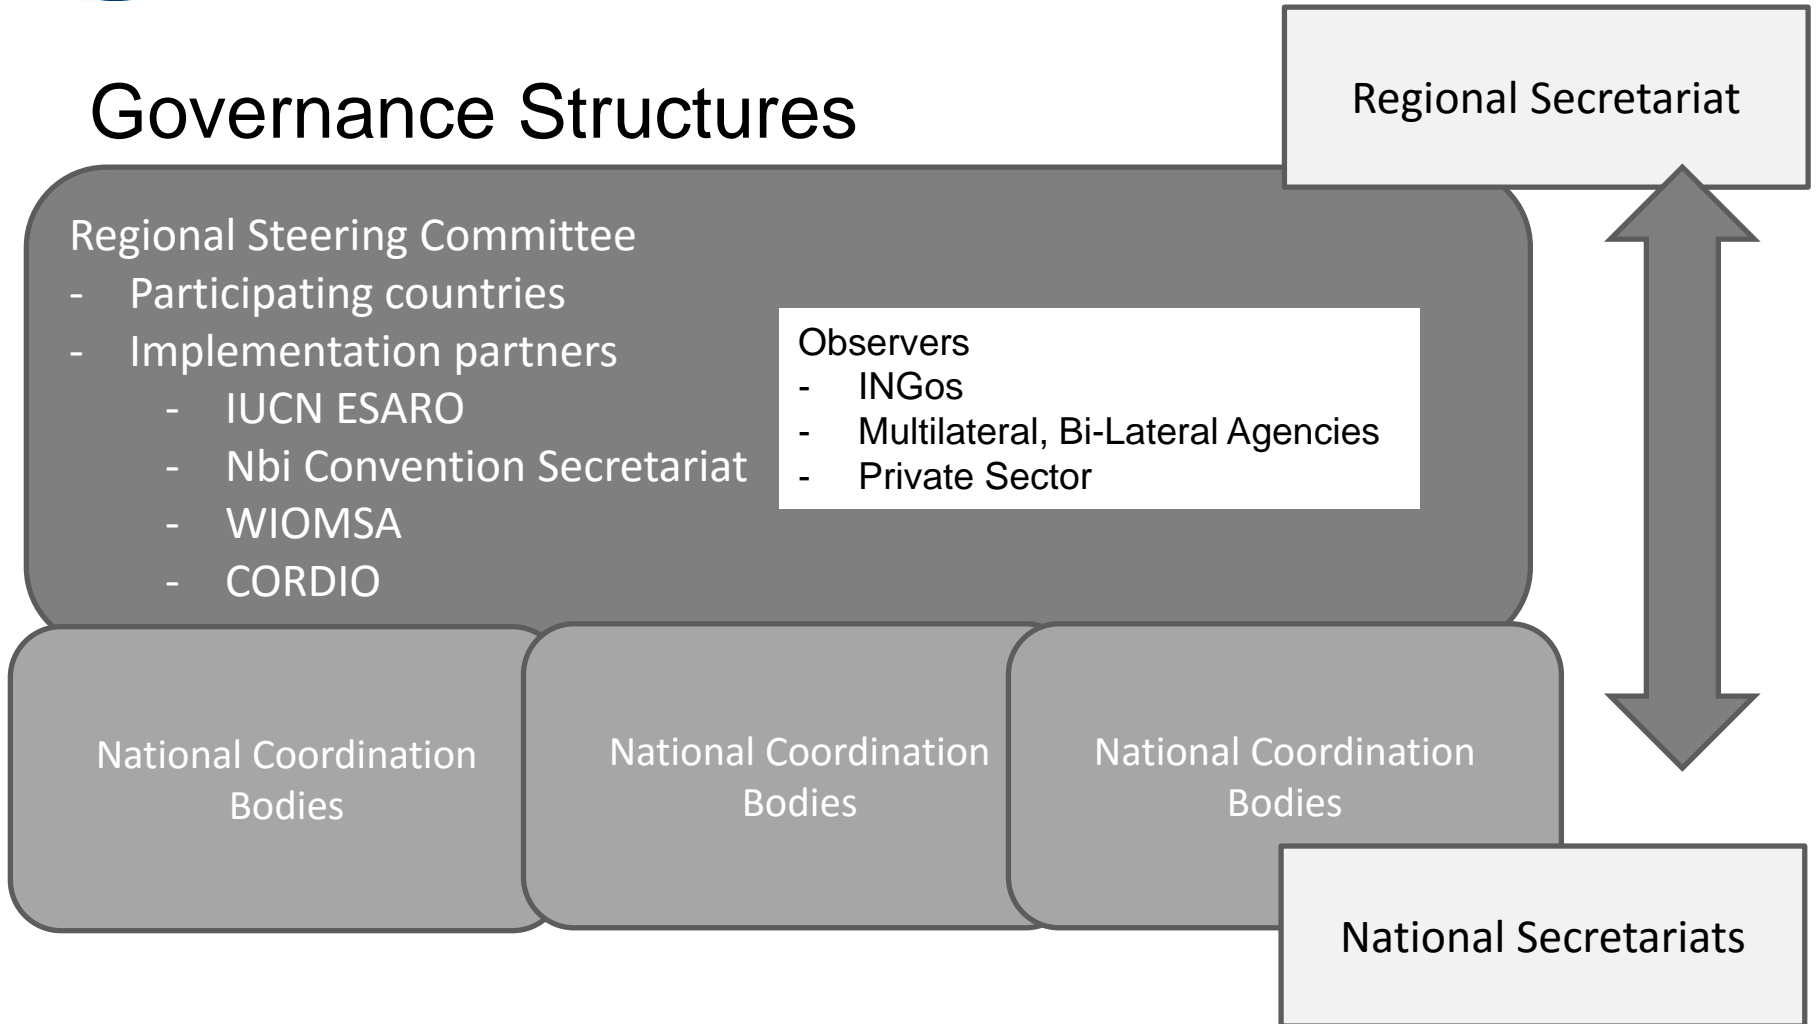 Governance Structures
Regional Secretariat
Regional Steering Committee
- Participating countries
- Implementation partners
- IUCN ESARO
- Nbi Convention Secretariat
- WIOMSA
- CORDIO
Observers
- INGos
- Multilateral, Bi-Lateral Agencies
- Private Sector
National Coordination
Bodies
National Coordination
Bodies
National Coordination
Bodies
National Secretariats